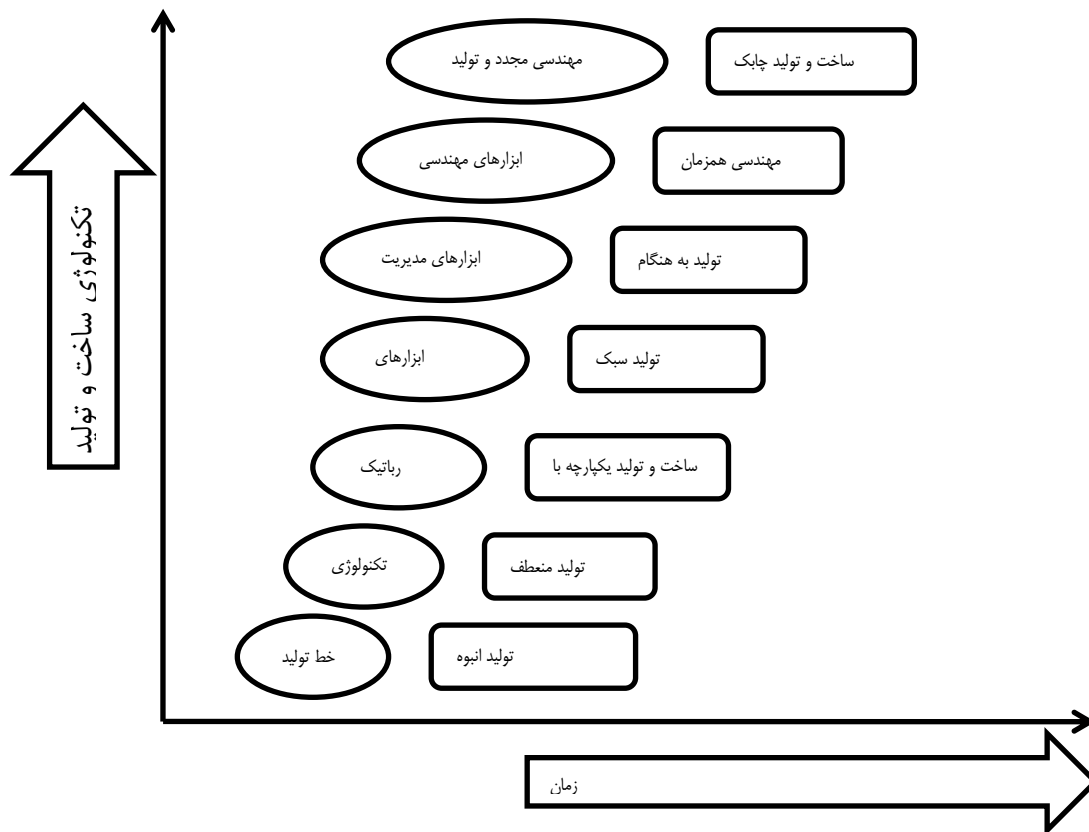 مهندسی مجدد و تولید
ساخت و تولید چابک
ابزارهای مهندسی
مهندسی همزمان
ابزارهای مدیریت
تولید به هنگام
ابزارهای
تولید سبک
رباتیک
ساخت و تولید یکپارچه با
تکنولوژی
تولید منعطف
خط تولید
تولید انبوه
تکنولوژی ساخت و تولید
زمان